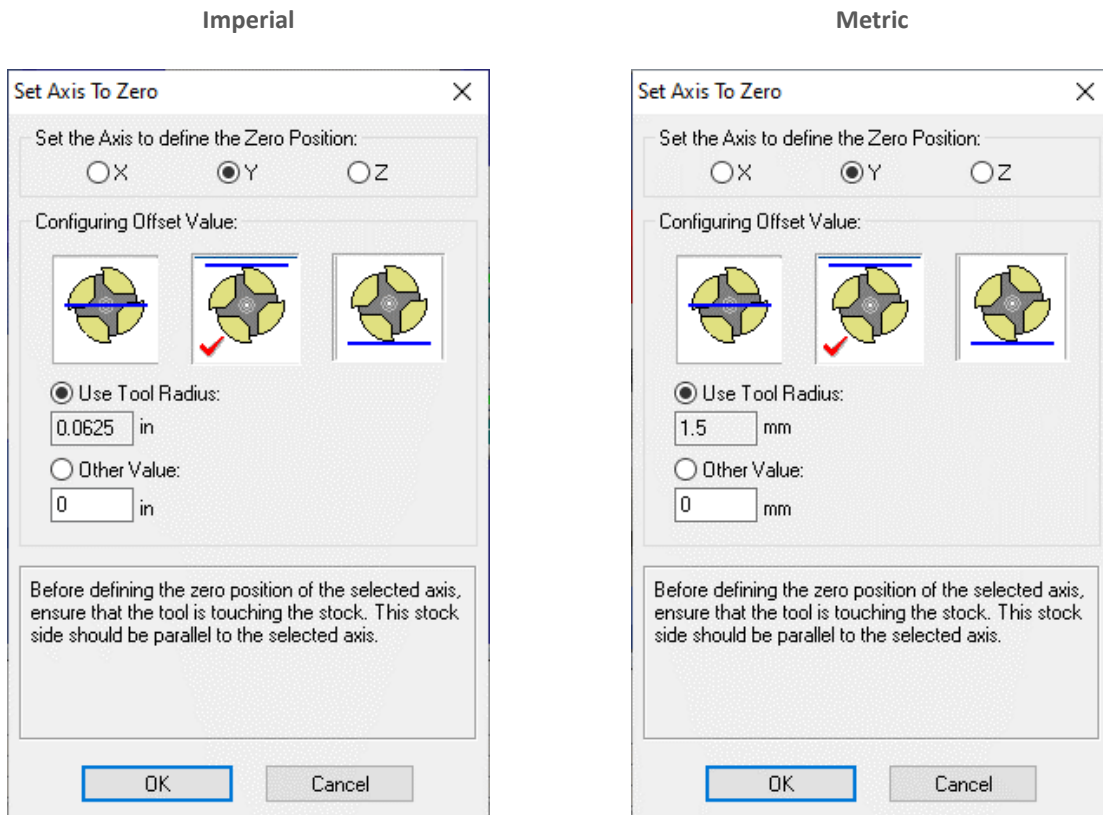 Imperial
Set Axis To Zero
Set the Axis to define the Zero Position:
X Y Z
Configuring Offset Value:
Use Tool Radius:
0.0625 in
Other Value:
0 in
Before defining the zero position of the selected axis,
ensure that the tool is touching the stock. This stock
side should be parallel to the selected axis.
OK Cancel
Metric
Set Axis To Zero
Set the Axis to define the Zero Position:
X Y Z
Configuring Offset Value:
Use Tool Radius:
1.5 mm
Other Value:
0 mm
Before defining the zero position of the selected axis,
ensure that the tool is touching the stock. This stock
side should be parallel to the selected axis.
OK Cancel